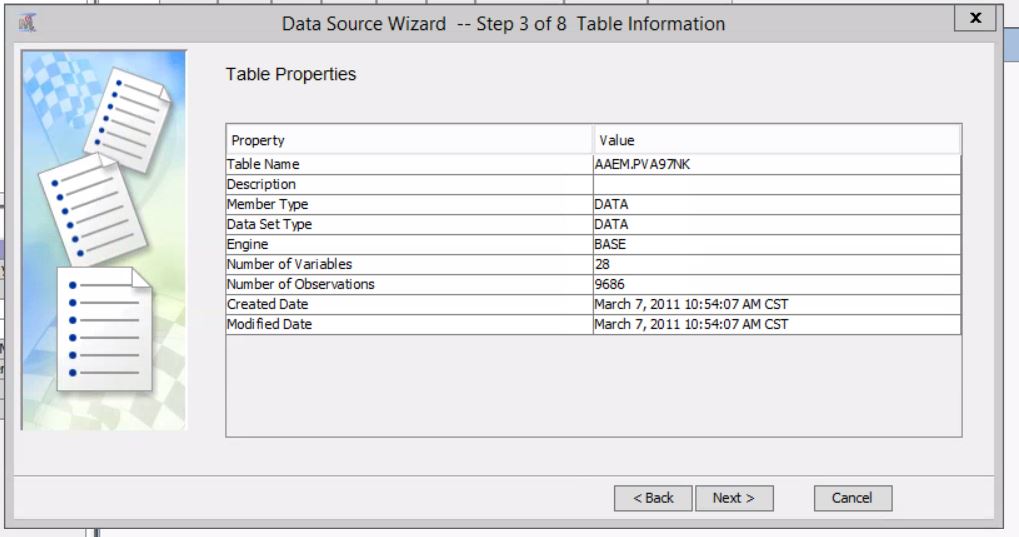 Data Source Wizard -- Step 3 of 8 Table Information
x
Table Properties
Property Value
Table Name AAEM.PVA97NK
Description
Member Type DATA
Data Set Type DATA
Engine BASE
Number of Variables 28
Number of Observations 9686
Created Date March 7, 2011 10:54:07 AM CST
Modified Date March 7, 2011 10:54:07 AM CST
< Back Next > Cancel